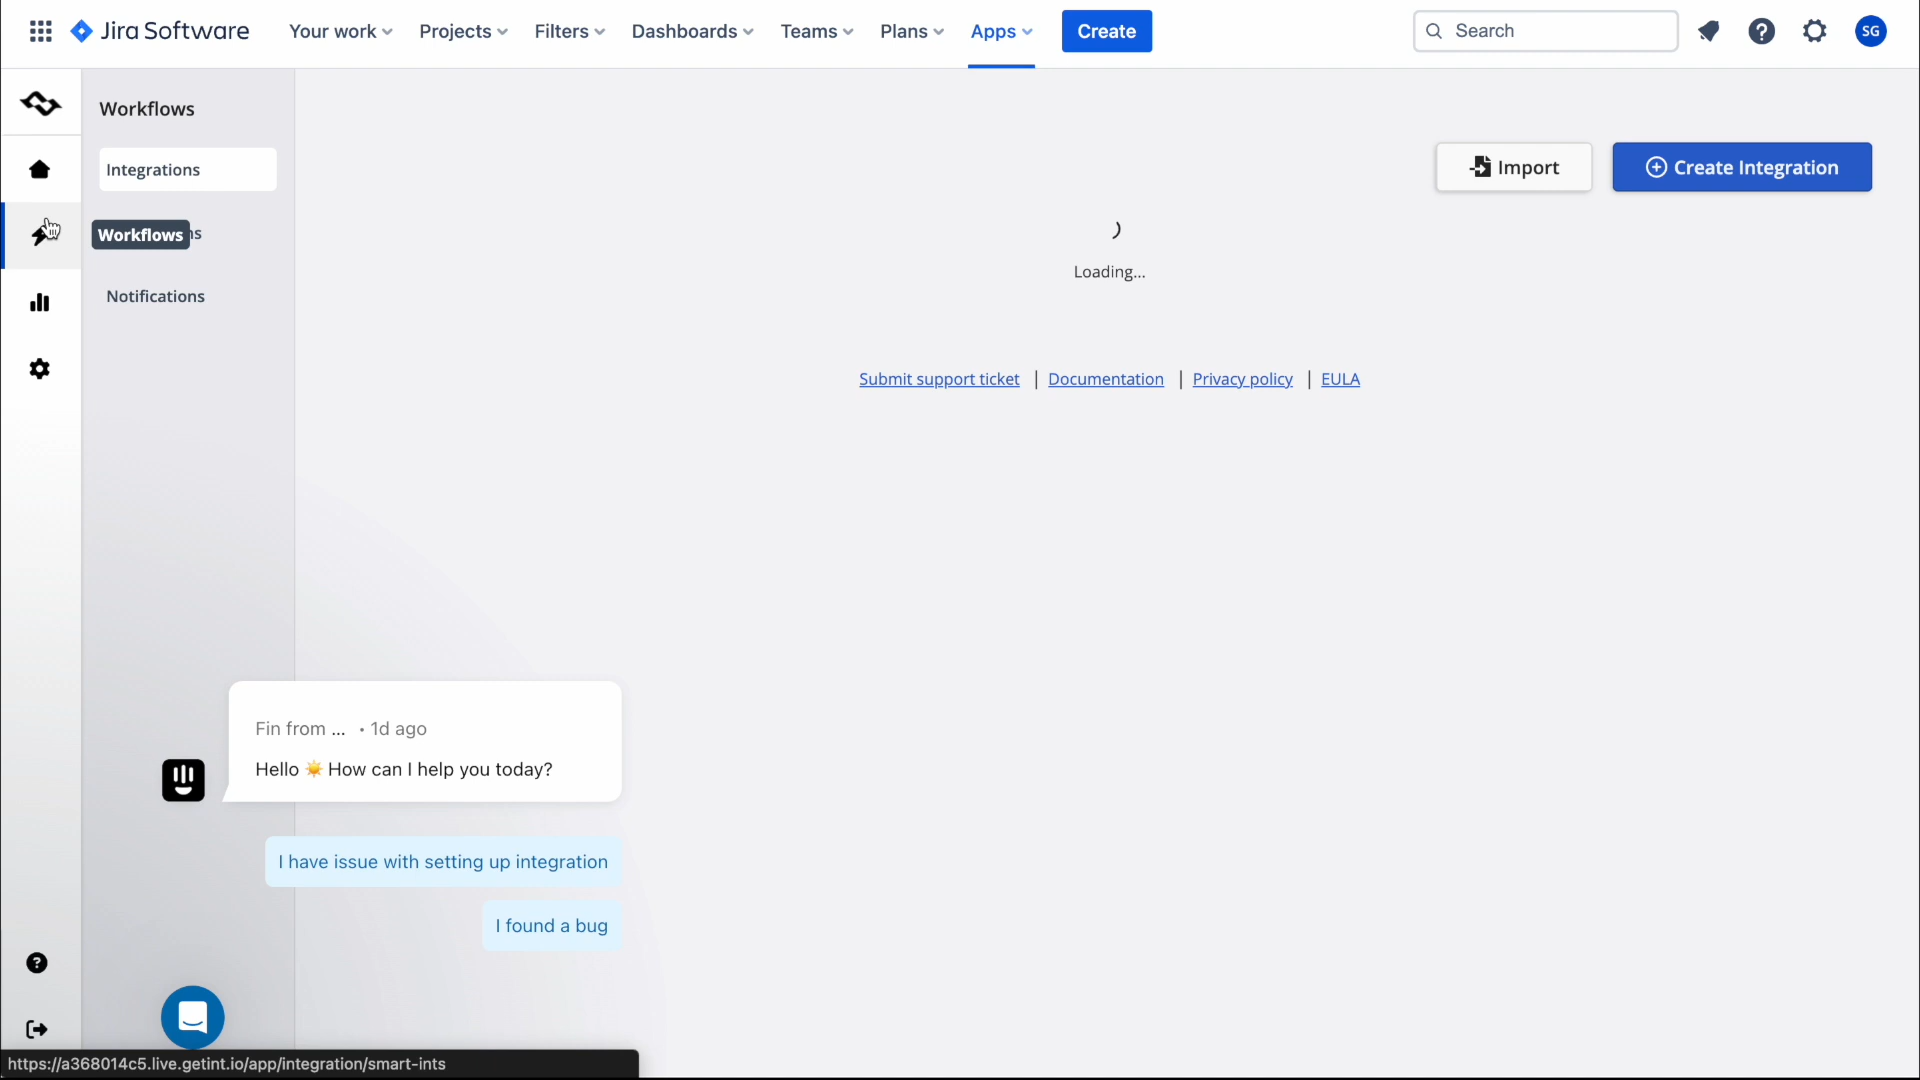 Jira Software
Your work
Projects
Filters
Dashboards
Teams
Plans
Apps
Create
Search
SG
Workflows
Integrations
Workflows
Notifications
Import
Create Integration
Loading...
Submit support ticket | Documentation | Privacy policy | EULA
Fin from ... • 1d ago
Hello ☀️ How can I help you today?
I have issue with setting up integration
I found a bug
https://a368014c5.live.getint.io/app/integration/smart-ints